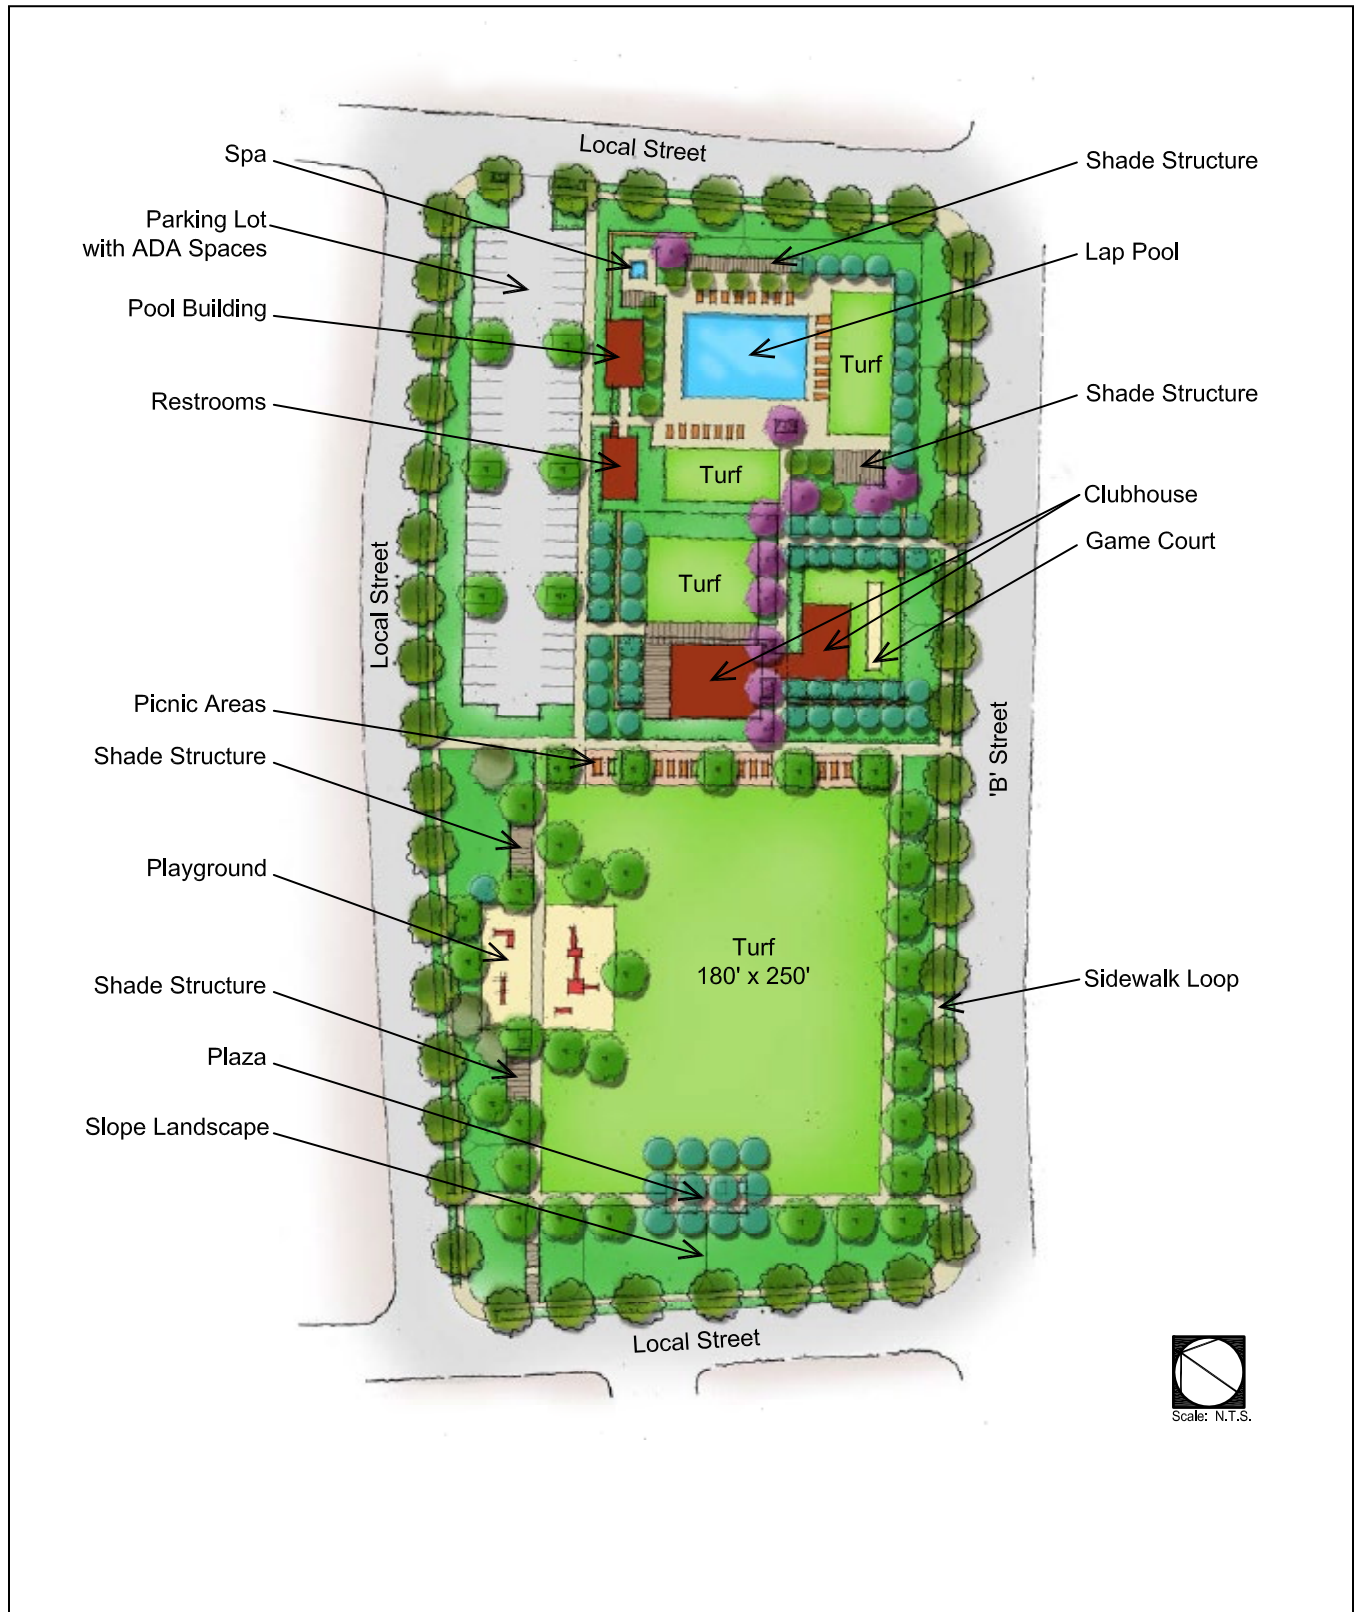 Local Street
Spa
Shade Structure
Parking Lot
with ADA Spaces
Lap Pool
Pool Building
Turf
Restrooms
Shade Structure
Turf
Clubhouse
Game Court
Turf
Local Street
Picnic Areas
'B' Street
Shade Structure
Playground
Turf
180' x 250'
Shade Structure
Sidewalk Loop
Plaza
Slope Landscape
Local Street
Scale: N.T.S.